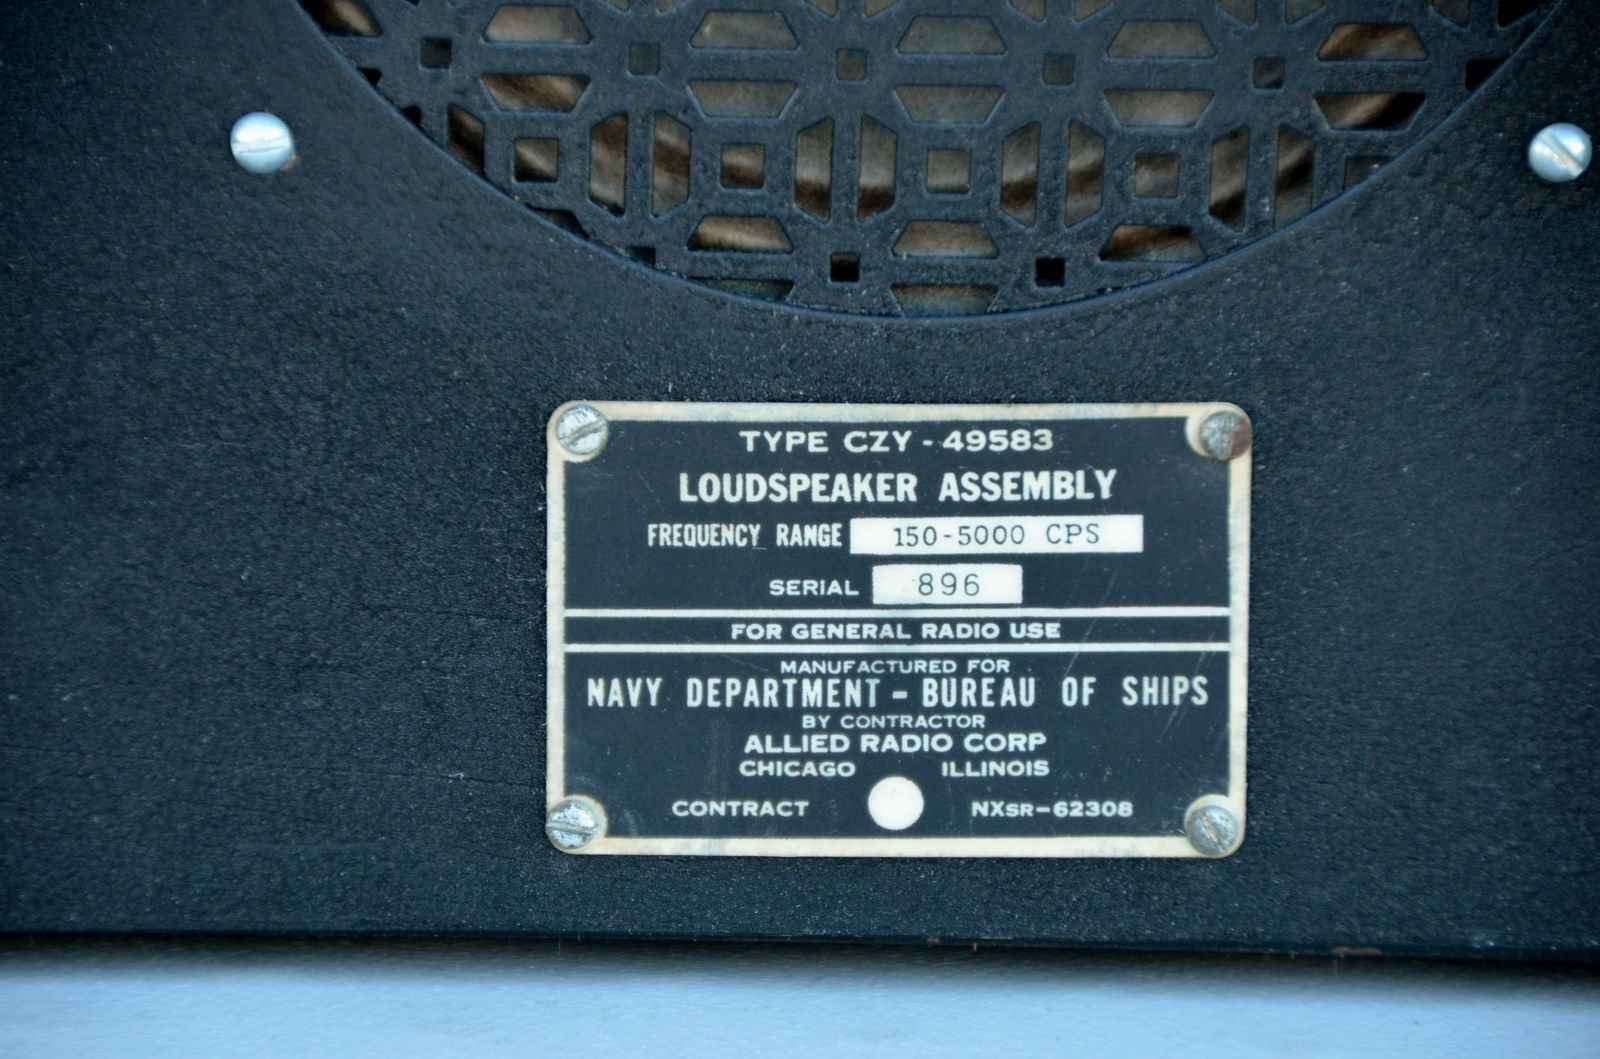 TYPE CZY - 49583
LOUDSPEAKER ASSEMBLY
FREQUENCY RANGE 150-5000 CPS
SERIAL 896
FOR GENERAL RADIO USE
MANUFACTURED FOR
NAVY DEPARTMENT - BUREAU OF SHIPS
BY CONTRACTOR
ALLIED RADIO CORP
CHICAGO ILLINOIS
CONTRACT NXSR-62308